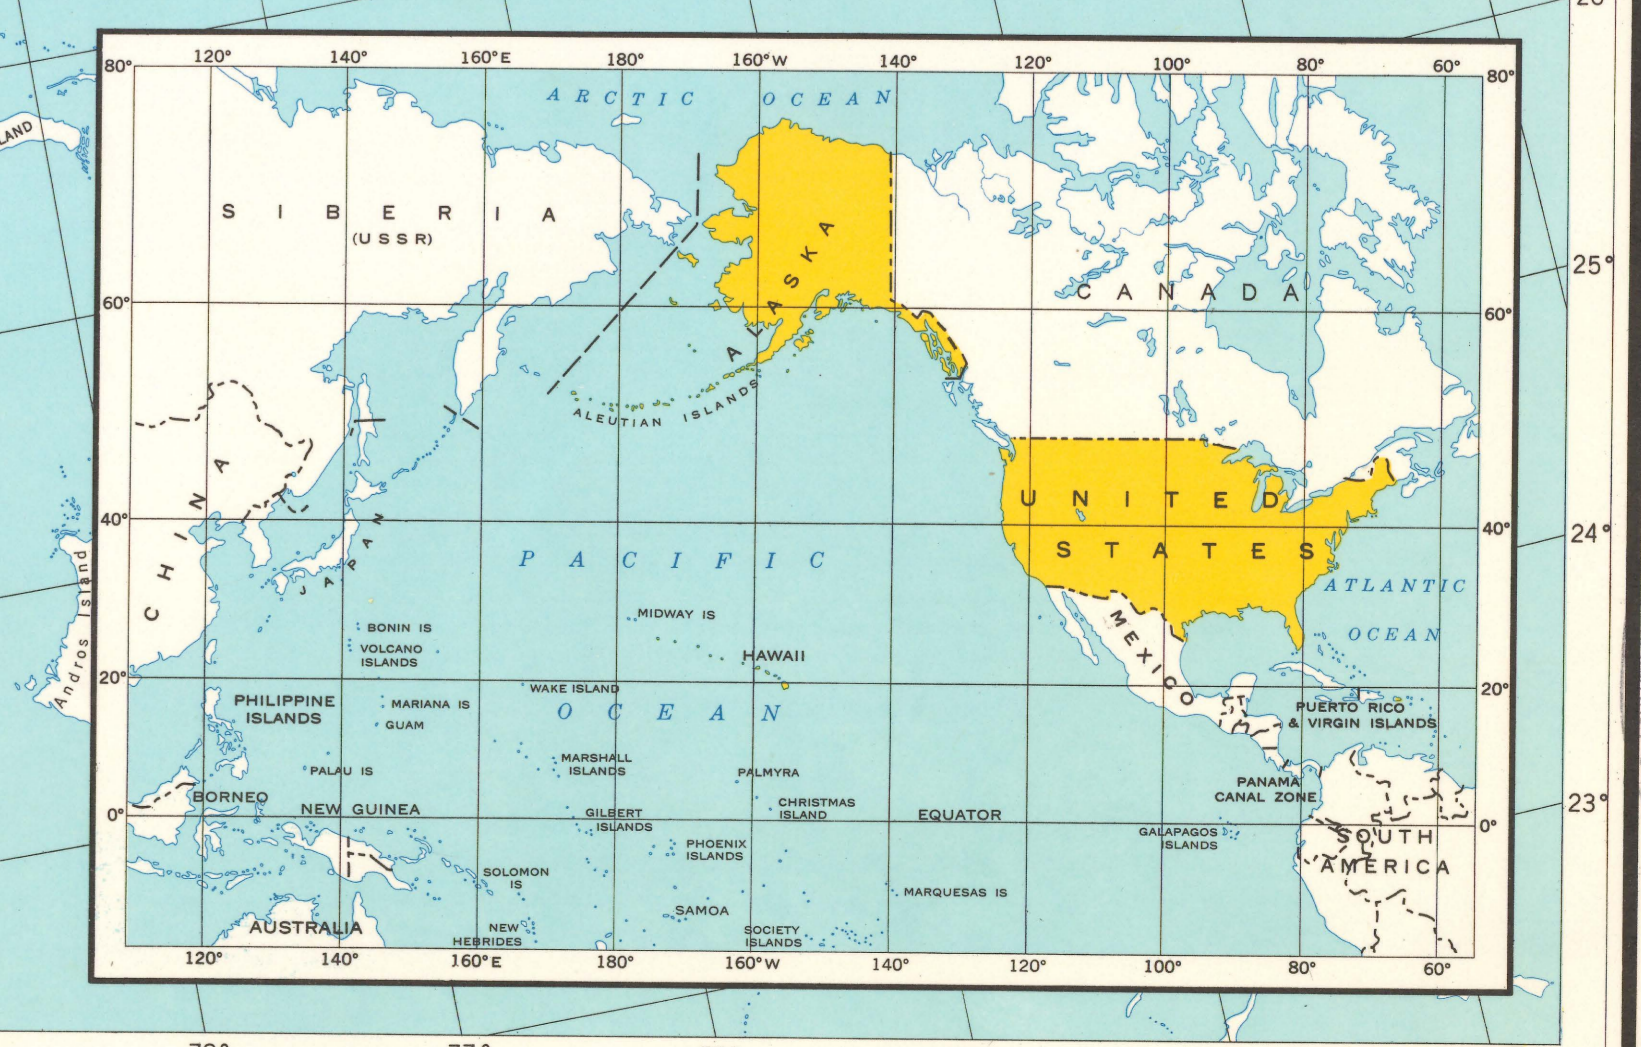 120° 140° 160°E 180° 160°W 140° 120° 100° 80° 60°
80° 80°
ARCTIC OCEAN
LAND
SIBERIA
(USSR)
ALASKA
CANADA
25°
60° 60°
ALEUTIAN ISLANDS
CHINA
UNITED
STATES
40° 40°
24°
JAPAN
PACIFIC
ATLANTIC
OCEAN
Andros Island
MIDWAY IS
BONIN IS
VOLCANO
ISLANDS
HAWAII
MEXICO
20° 20°
WAKE ISLAND
PHILIPPINE
ISLANDS
MARIANA IS
GUAM
OCEAN
PUERTO RICO
& VIRGIN ISLANDS
PALAU IS
MARSHALL
ISLANDS
PALMYRA
PANAMA
CANAL ZONE
BORNEO
NEW GUINEA
GILBERT
ISLANDS
CHRISTMAS
ISLAND
EQUATOR
23°
0° 0°
GALAPAGOS
ISLANDS
SOUTH
AMERICA
PHOENIX
ISLANDS
SOLOMON
IS
MARQUESAS IS
SAMOA
AUSTRALIA
NEW
HEBRIDES
SOCIETY
ISLANDS
120° 140° 160°E 180° 160°W 140° 120° 100° 80° 60°